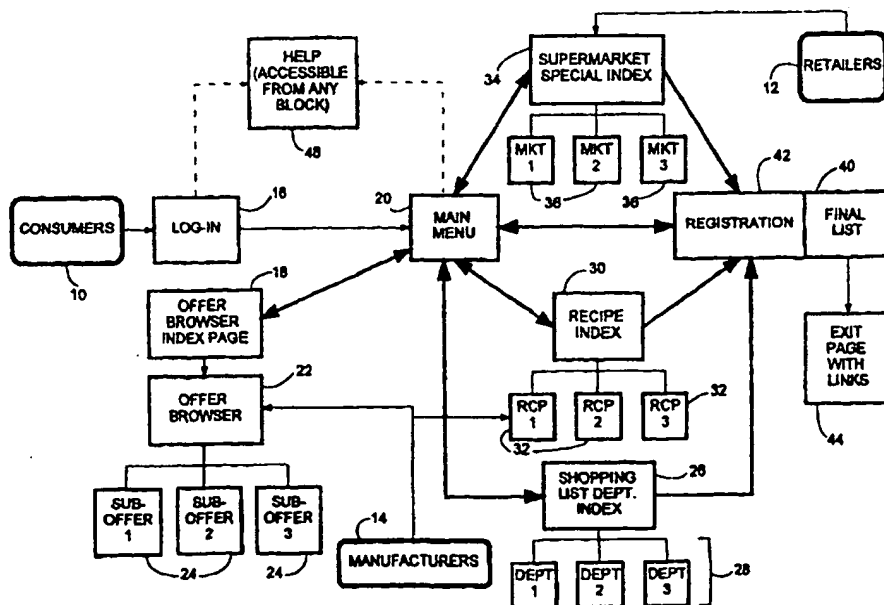 HELP
(ACCESSIBLE
FROM ANY
BLOCK)
48
34
SUPERMARKET
SPECIAL INDEX
RETAILERS
12
MKT
1
MKT
2
MKT
3
36
36
CONSUMERS
10
16
LOG-IN
20
MAIN
MENU
42
40
REGISTRATION
FINAL
LIST
18
OFFER
BROWSER
INDEX PAGE
30
RECIPE
INDEX
EXIT
PAGE
WITH
LINKS
44
22
OFFER
BROWSER
RCP
1
RCP
2
RCP
3
32
32
SUB-
OFFER
1
SUB-
OFFER
2
SUB-
OFFER
3
24
24
14
MANUFACTURERS
26
SHOPPING
LIST DEPT.
INDEX
DEPT
1
DEPT
2
DEPT
3
28